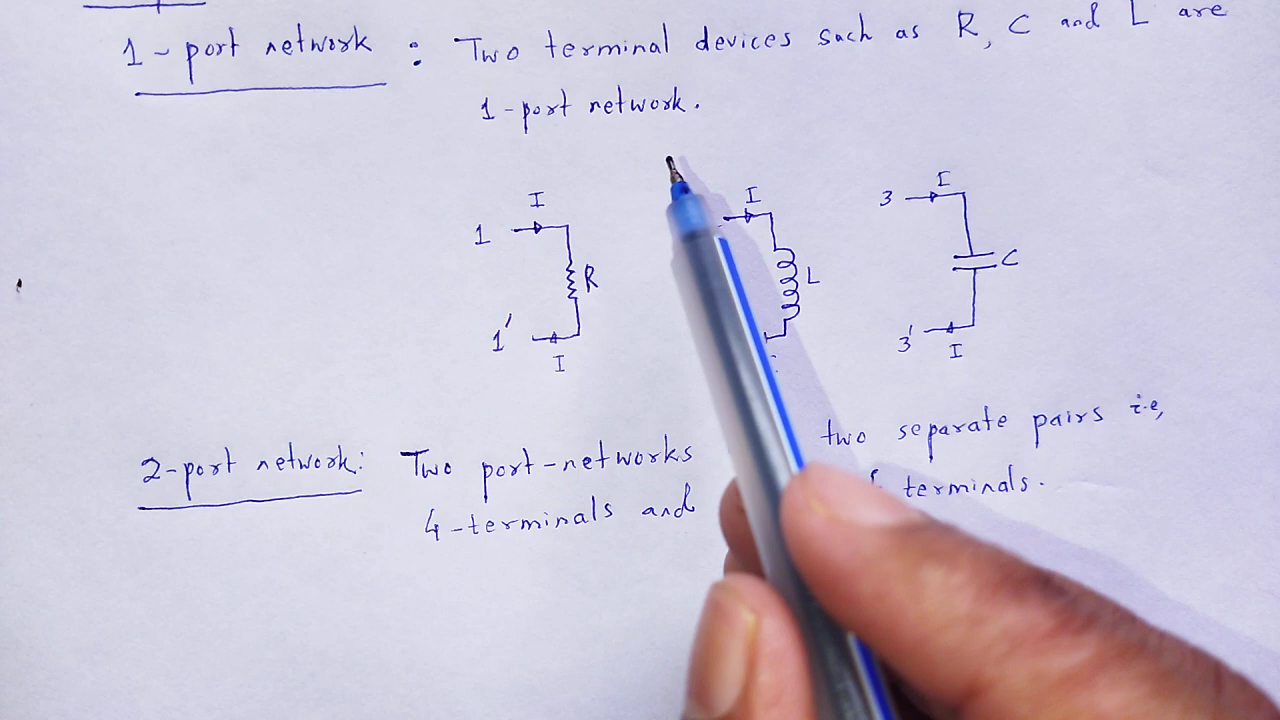 1-port network : Two terminal devices such as R, C and L are
1-port network.
I
1
R
1'
I
I
L
I
3
C
3'
I
2-port network: Two port-networks two separate pairs i.e,
4-terminals and terminals.